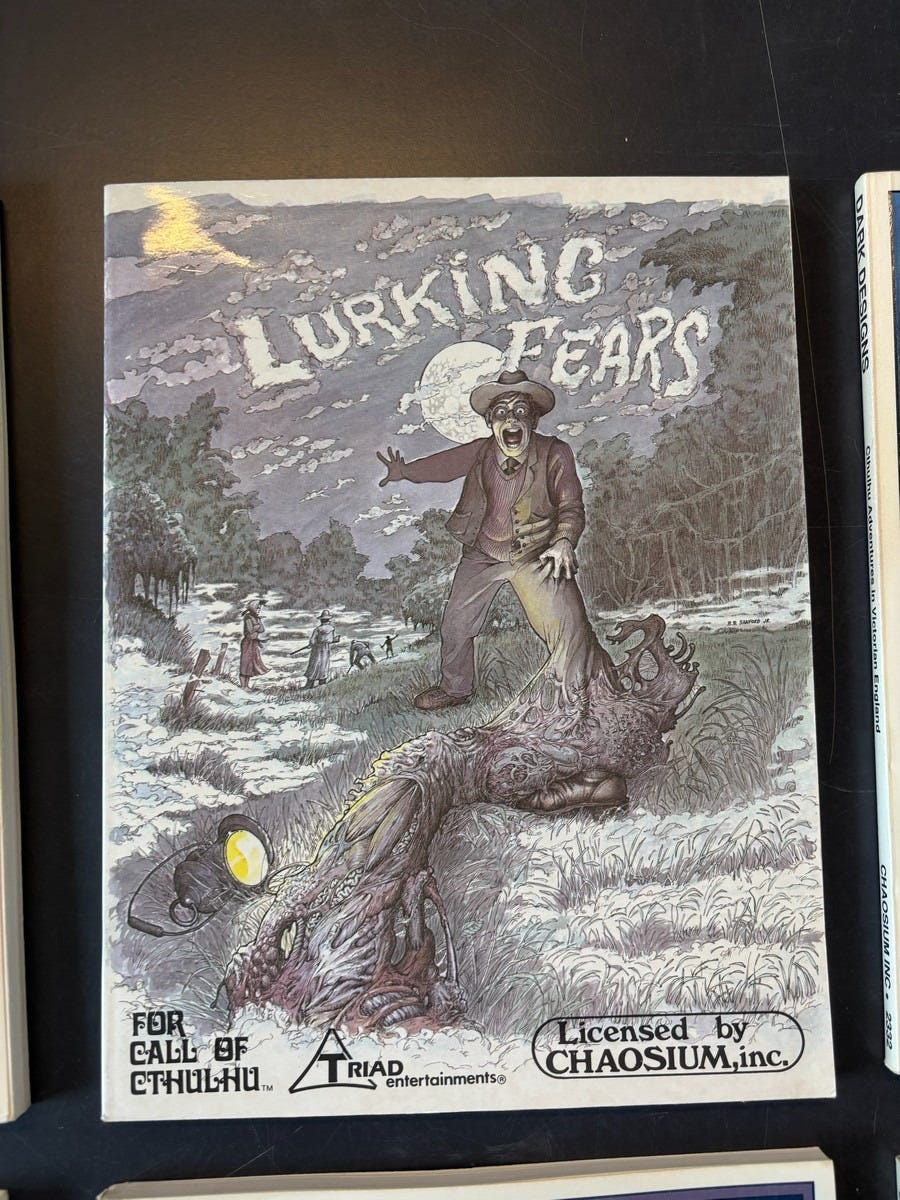 LURKING
FEARS
R.B. SANFORD JR.
FOR
CALL OF
CTHULHU™
TRIAD
entertainments®
Licensed by
CHAOSIUM, inc.
DARK DESIGNS
Cthulhu Adventures in Victorian England
CHAOSIUM INC • 2332